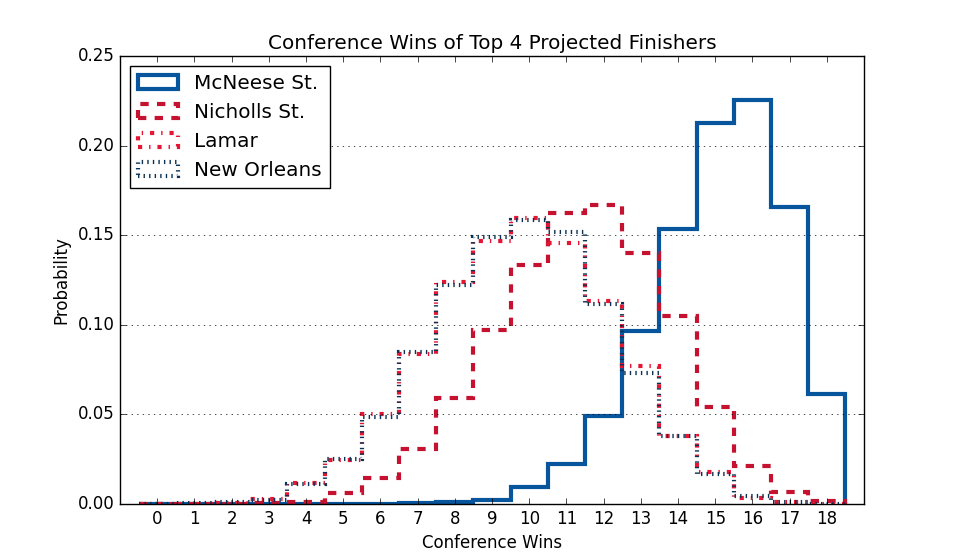 Conference Wins of Top 4 Projected Finishers
0.25
0.20
0.15
0.10
0.05
0.00
Probability
McNeese St.
Nicholls St.
Lamar
New Orleans
0 1 2 3 4 5 6 7 8 9 10 11 12 13 14 15 16 17 18
Conference Wins